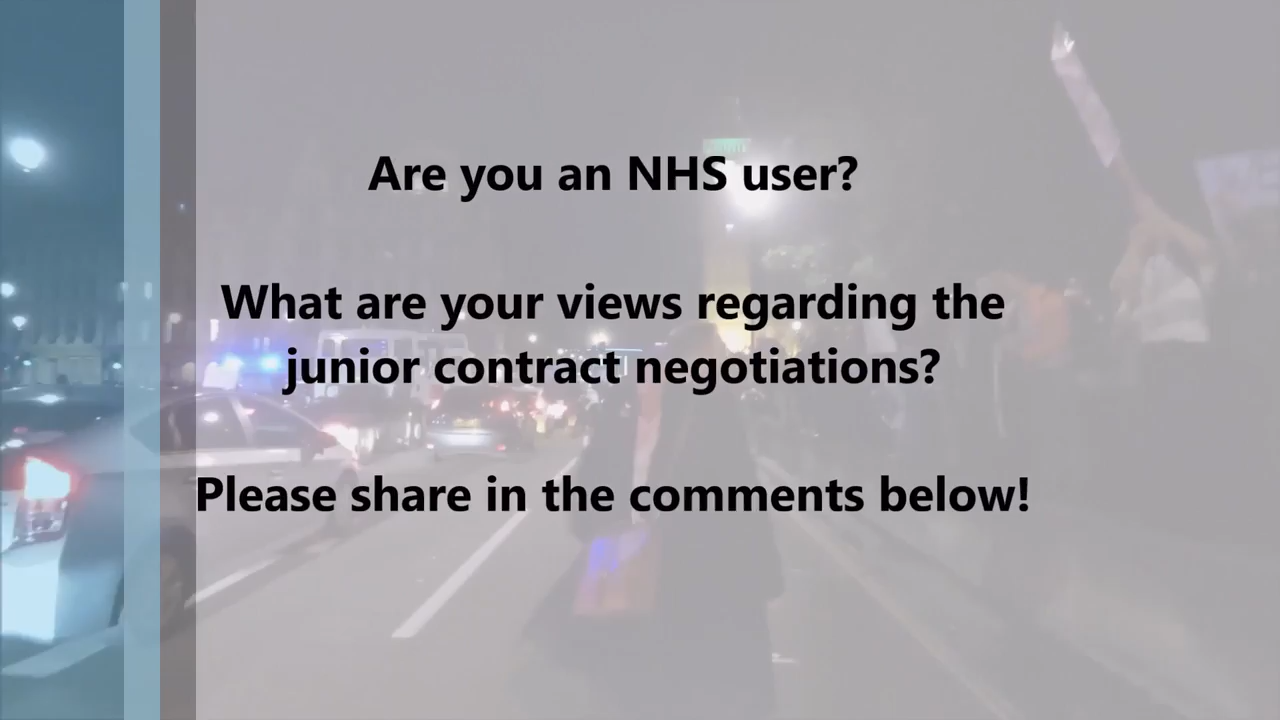 Are you an NHS user?
What are your views regarding the
junior contract negotiations?
Please share in the comments below!